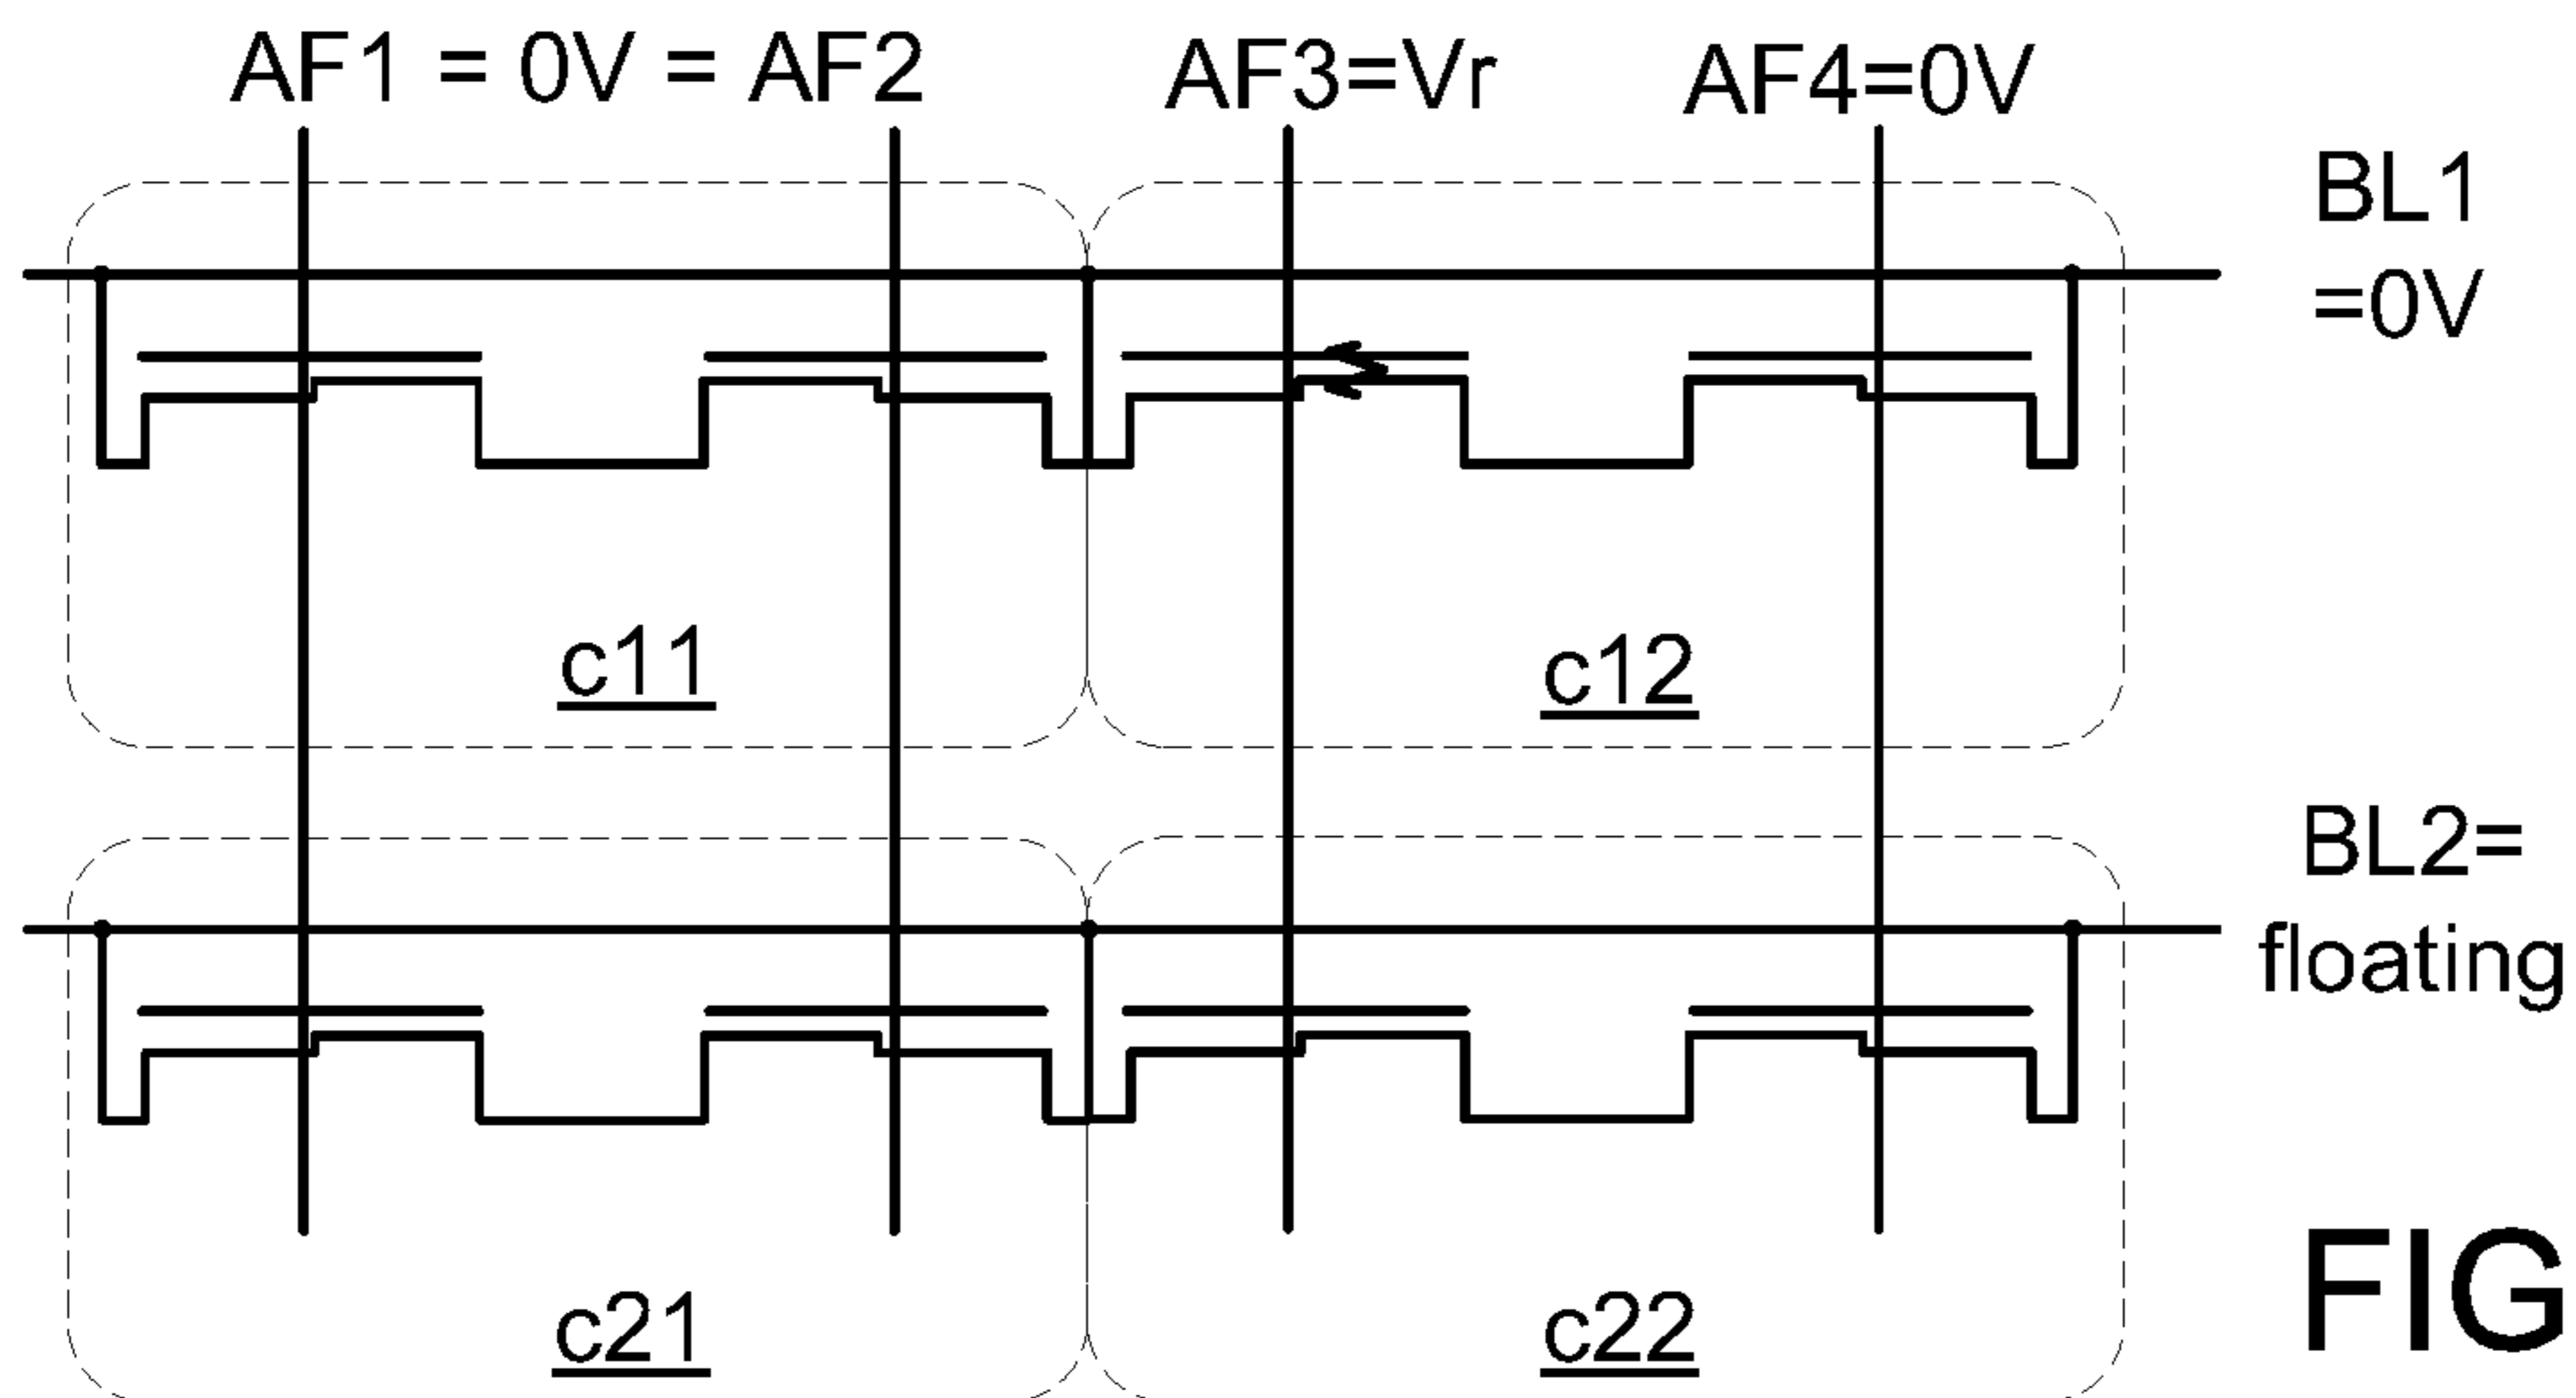 AF1 = 0V = AF2
AF3=Vr
AF4=0V
BL1
=0V
c11
c12
BL2=
floating
c21
c22
FIG